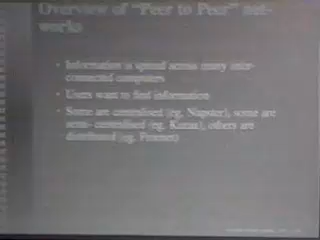 Overview of "Peer to Peer" net-
works
• Information is spread across many inter-
connected computers
• Users want to find information
• Some are centralised (eg. Napster), some are
semi- centralised (eg. Kazaa), others are
distributed (eg. Freenet)